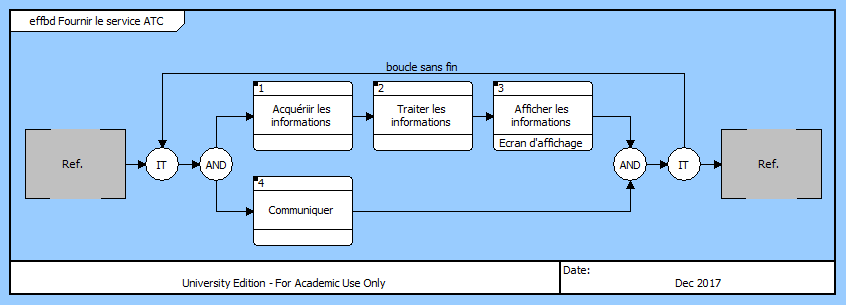 effbd Fournir le service ATC
boucle sans fin
1
Acquériir les
informations
2
Traiter les
informations
3
Afficher les
informations
Ecran d'affichage
Ref.
IT
AND
AND
IT
Ref.
4
Communiquer
University Edition - For Academic Use Only
Date:
Dec 2017